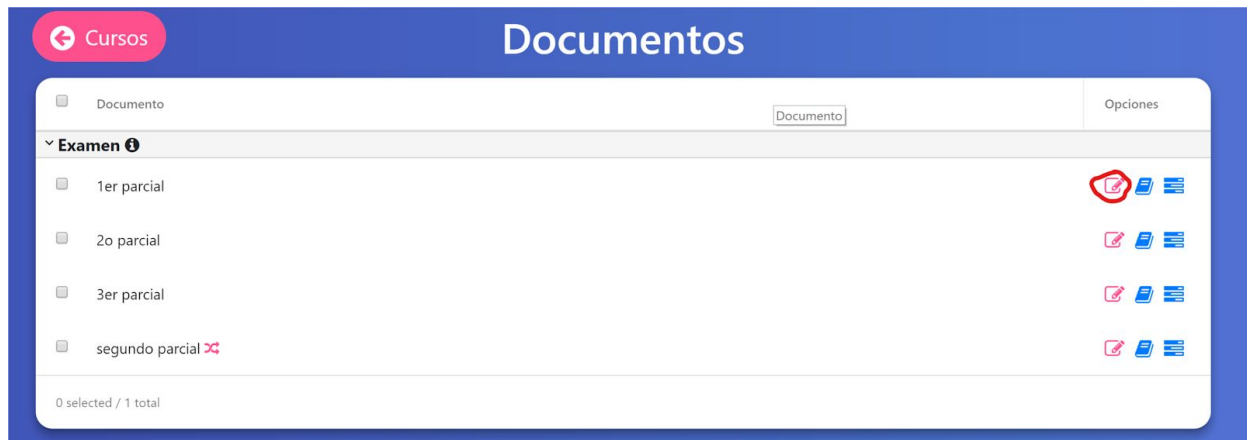 Cursos
Documentos
Documento
Documento
Opciones
Examen
1er parcial
2o parcial
3er parcial
segundo parcial
0 selected / 1 total